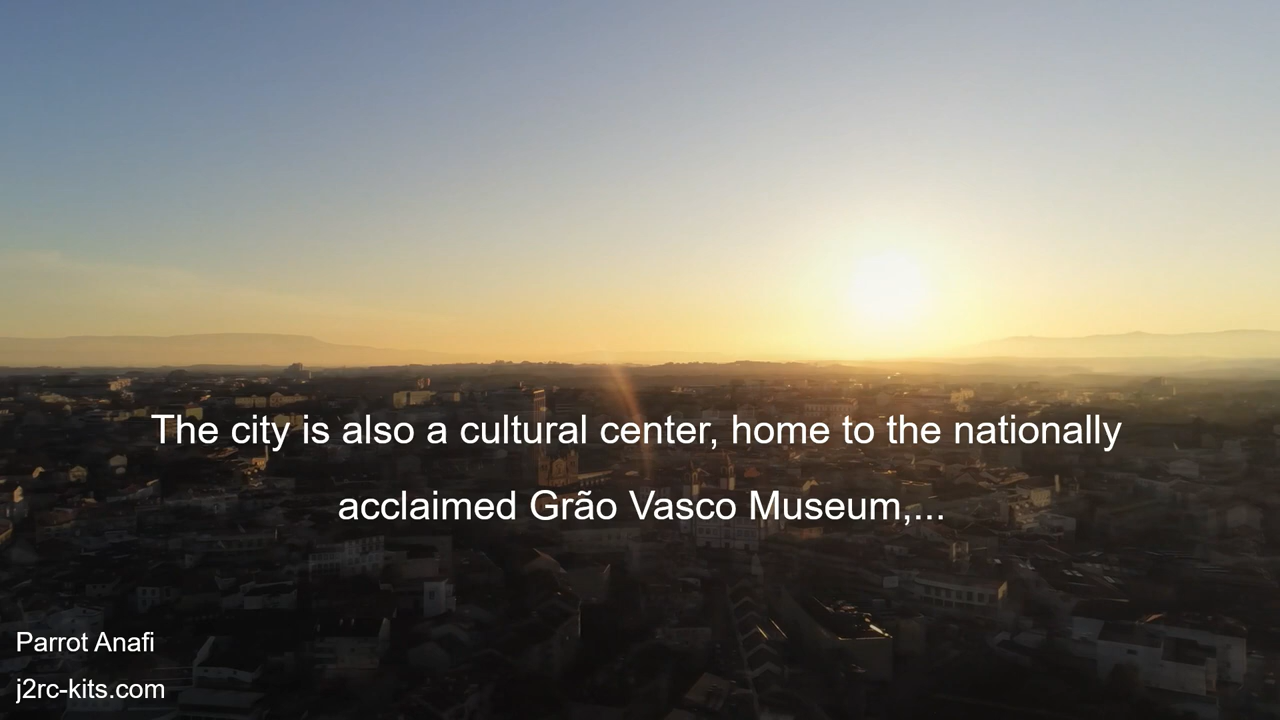 The city is also a cultural center, home to the nationally
acclaimed Grão Vasco Museum,...
Parrot Anafi
j2rc-kits.com